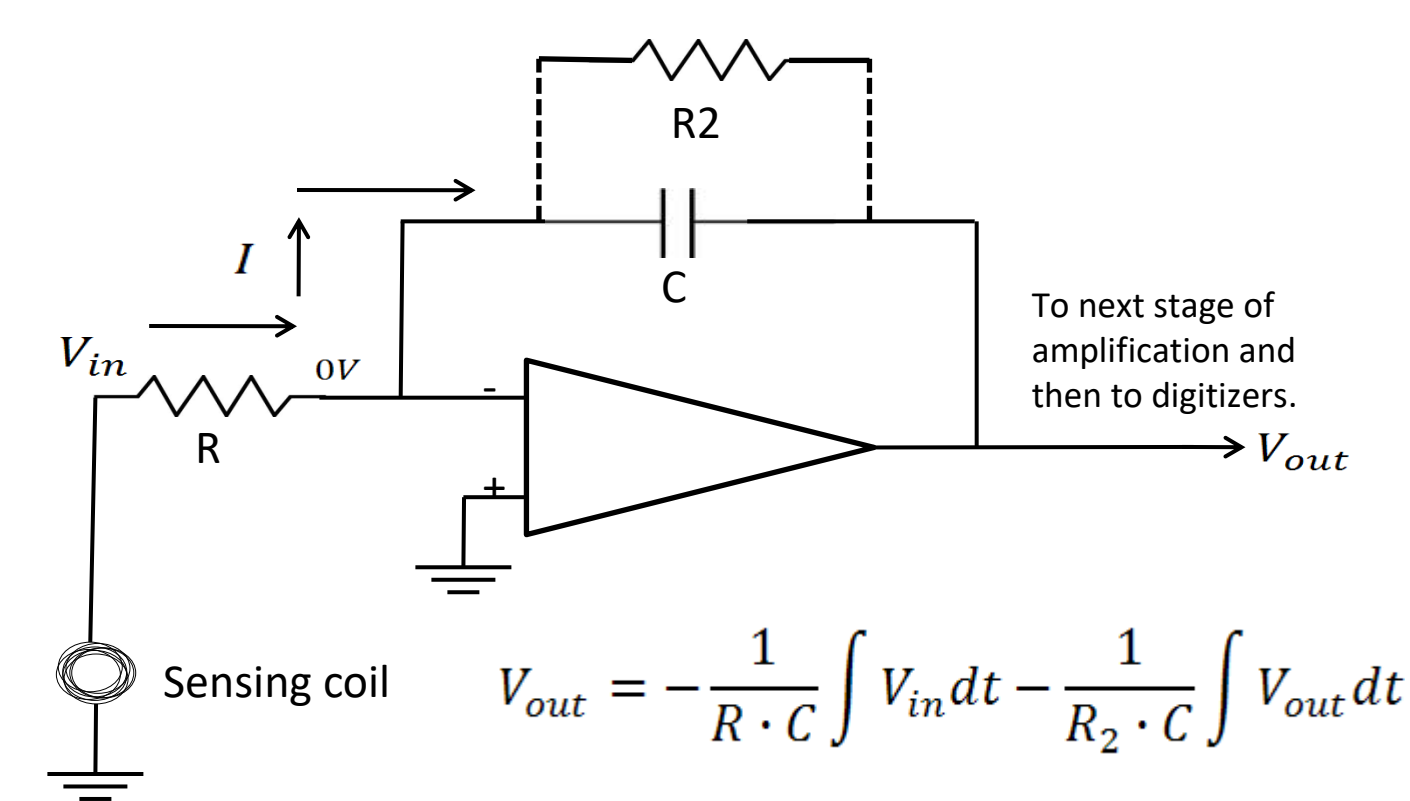 R2
C
I
V_in
0V
R
-
+
To next stage of
amplification and
then to digitizers.
V_out
Sensing coil
V_out = − 1/(R · C) ∫ V_in dt − 1/(R_2 · C) ∫ V_out dt